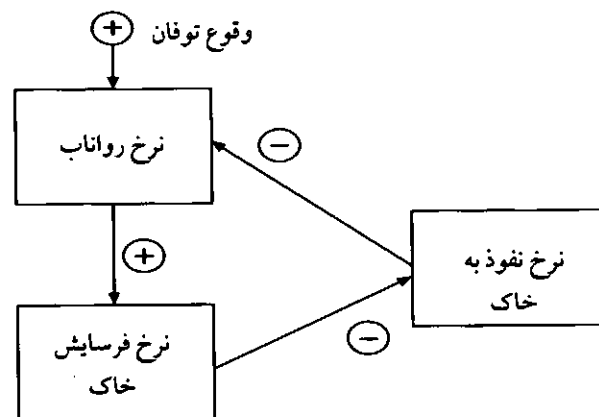 وقوع توفان
+
نرخ رواناب
−
+
نرخ نفوذ به
خاک
نرخ فرسایش
خاک
−